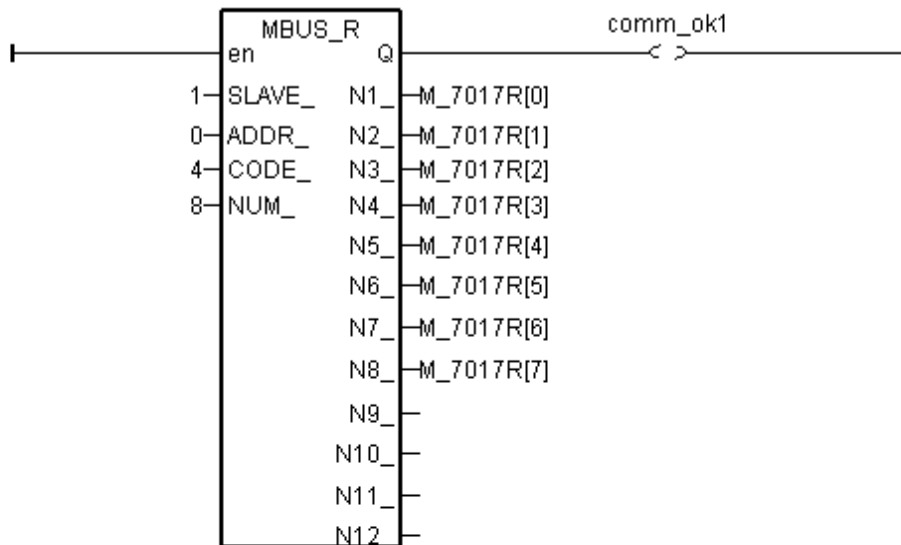 MBUS_R comm_ok1
en Q
1 SLAVE_ N1_ M_7017R[0]
0 ADDR_ N2_ M_7017R[1]
4 CODE_ N3_ M_7017R[2]
8 NUM_ N4_ M_7017R[3]
N5_ M_7017R[4]
N6_ M_7017R[5]
N7_ M_7017R[6]
N8_ M_7017R[7]
N9_
N10_
N11_
N12_